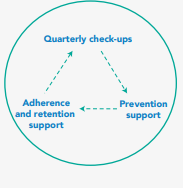 Quarterly check-ups
Adherence
and retention
support
Prevention
support